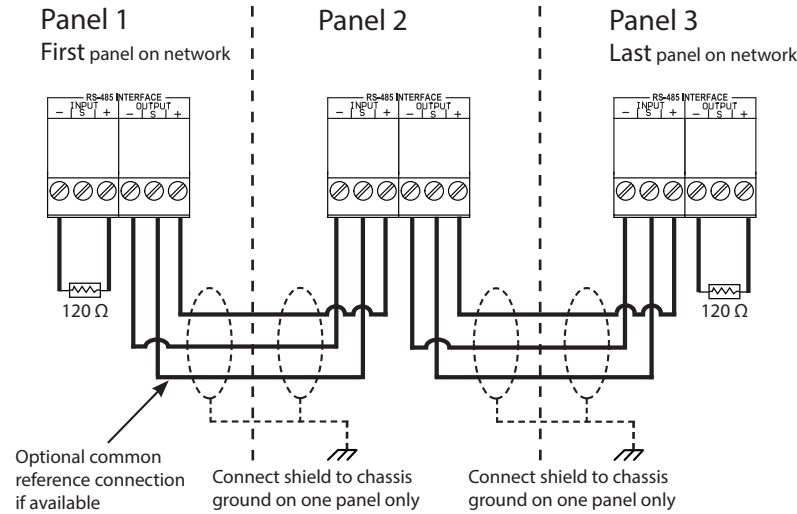 Panel 1
First panel on network
Panel 2
Panel 3
Last panel on network
RS-485 INTERFACE
INPUT OUTPUT
− S + − S +
RS-485 INTERFACE
INPUT OUTPUT
− S + − S +
RS-485 INTERFACE
INPUT OUTPUT
− S + − S +
120 Ω
120 Ω
Optional common
reference connection
if available
Connect shield to chassis
ground on one panel only
Connect shield to chassis
ground on one panel only